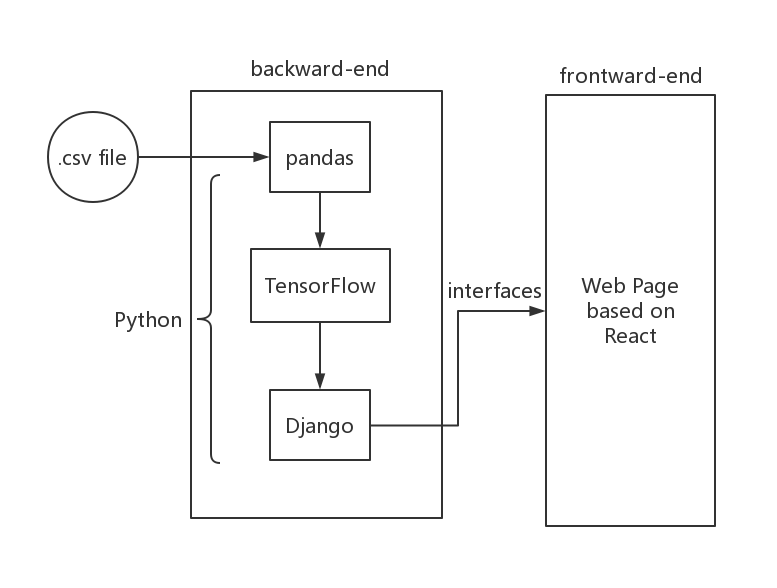 backward-end
frontward-end
.csv file
pandas
TensorFlow
interfaces
Web Page
based on
React
Python
Django